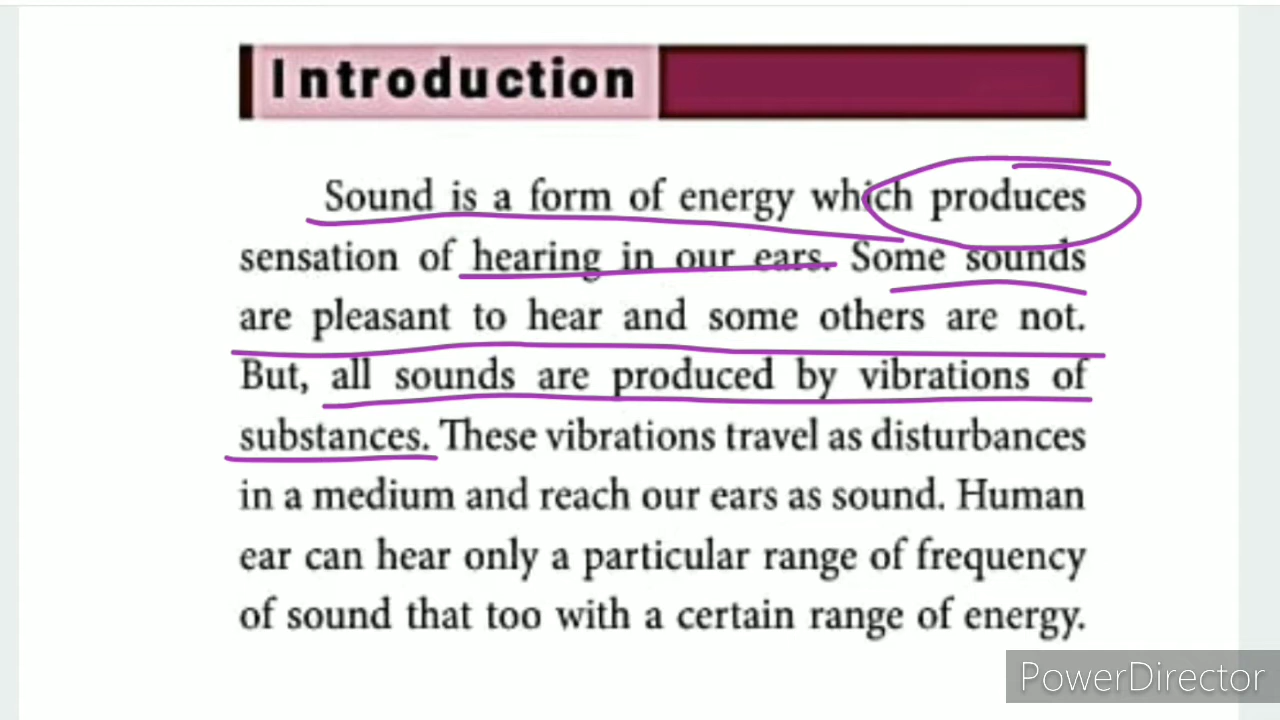 Introduction
Sound is a form of energy which produces
sensation of hearing in our ears. Some sounds
are pleasant to hear and some others are not.
But, all sounds are produced by vibrations of
substances. These vibrations travel as disturbances
in a medium and reach our ears as sound. Human
ear can hear only a particular range of frequency
of sound that too with a certain range of energy.
PowerDirector